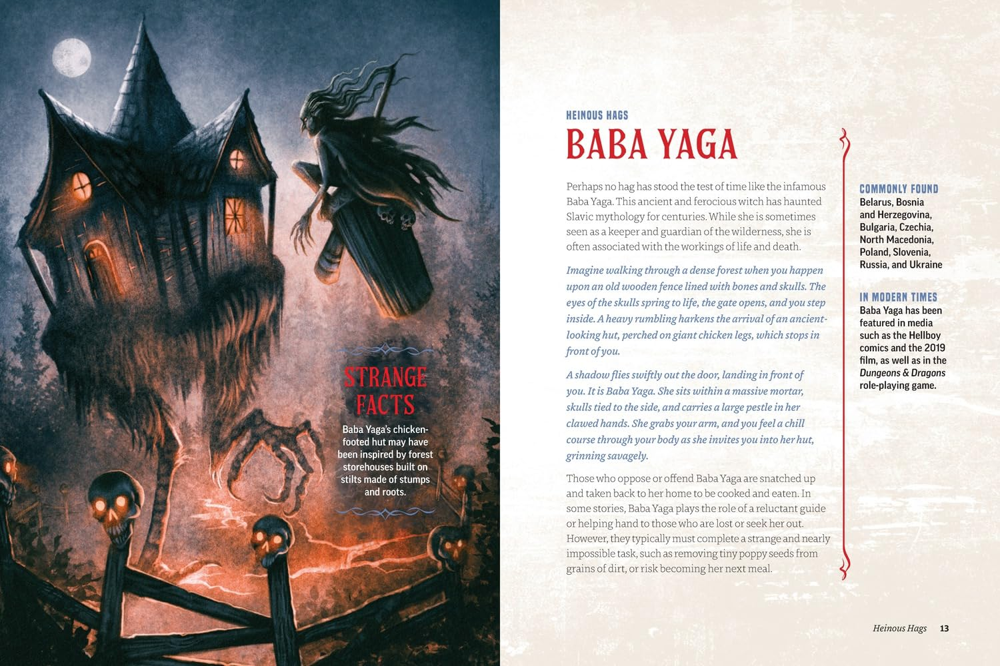 STRANGE
FACTS
Baba Yaga's chicken-
footed hut may have
been inspired by forest
storehouses built on
stilts made of stumps
and roots.
HEINOUS HAGS
BABA YAGA
Perhaps no hag has stood the test of time like the infamous
Baba Yaga. This ancient and ferocious witch has haunted
Slavic mythology for centuries. While she is sometimes
seen as a keeper and guardian of the wilderness, she is
often associated with the workings of life and death.
Imagine walking through a dense forest when you happen
upon an old wooden fence lined with bones and skulls. The
eyes of the skulls spring to life, the gate opens, and you step
inside. A heavy rumbling harkens the arrival of an ancient-
looking hut, perched on giant chicken legs, which stops in
front of you.
A shadow flies swiftly out the door, landing in front of
you. It is Baba Yaga. She sits within a massive mortar,
skulls tied to the side, and carries a large pestle in her
clawed hands. She grabs your arm, and you feel a chill
course through your body as she invites you into her hut,
grinning savagely.
Those who oppose or offend Baba Yaga are snatched up
and taken back to her home to be cooked and eaten. In
some stories, Baba Yaga plays the role of a reluctant guide
or helping hand to those who are lost or seek her out.
However, they typically must complete a strange and nearly
impossible task, such as removing tiny poppy seeds from
grains of dirt, or risk becoming her next meal.
COMMONLY FOUND
Belarus, Bosnia
and Herzegovina,
Bulgaria, Czechia,
North Macedonia,
Poland, Slovenia,
Russia, and Ukraine
IN MODERN TIMES
Baba Yaga has been
featured in media
such as the Hellboy
comics and the 2019
film, as well as in the
Dungeons & Dragons
role-playing game.
Heinous Hags 13